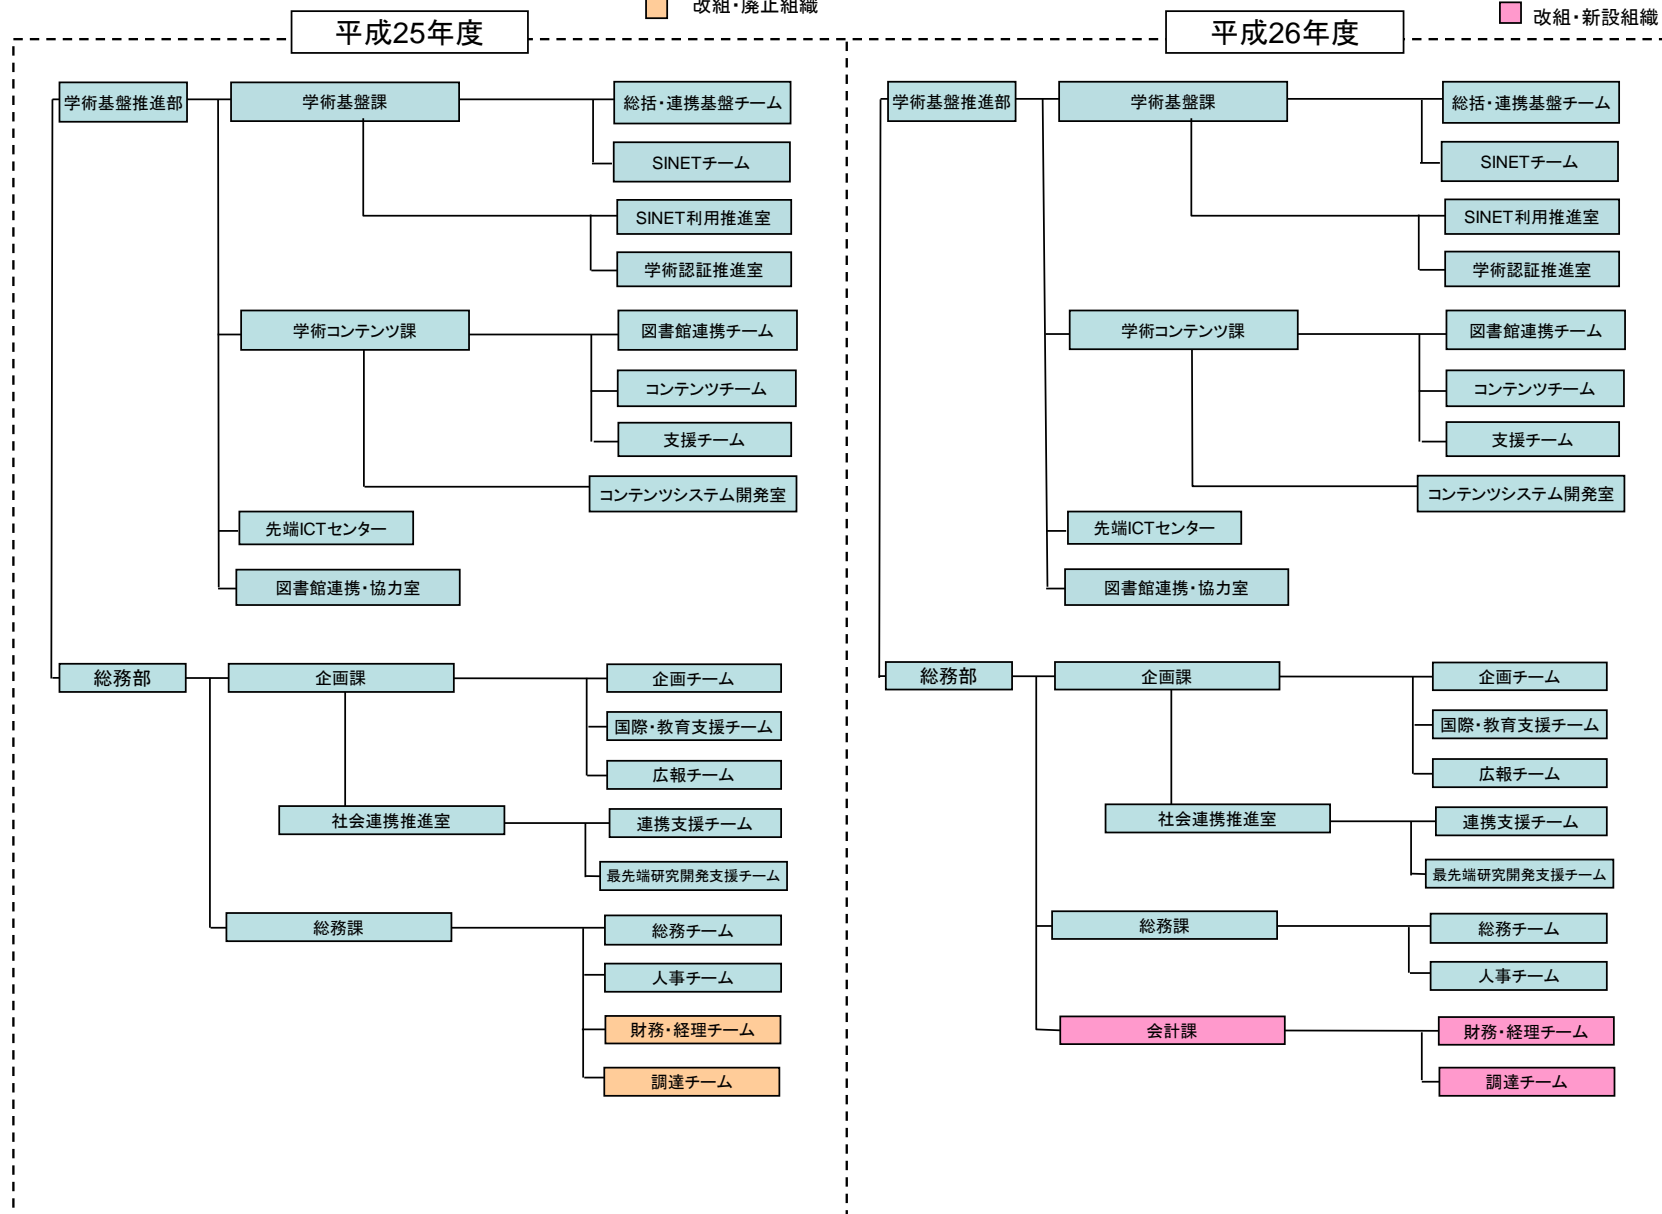 改組・廃止組織
改組・新設組織
平成25年度
学術基盤推進部
学術基盤課
総括・連携基盤チーム
SINETチーム
SINET利用推進室
学術認証推進室
学術コンテンツ課
図書館連携チーム
コンテンツチーム
支援チーム
コンテンツシステム開発室
先端ICTセンター
図書館連携・協力室
総務部
企画課
企画チーム
国際・教育支援チーム
広報チーム
社会連携推進室
連携支援チーム
最先端研究開発支援チーム
総務課
総務チーム
人事チーム
財務・経理チーム
調達チーム
平成26年度
学術基盤推進部
学術基盤課
総括・連携基盤チーム
SINETチーム
SINET利用推進室
学術認証推進室
学術コンテンツ課
図書館連携チーム
コンテンツチーム
支援チーム
コンテンツシステム開発室
先端ICTセンター
図書館連携・協力室
総務部
企画課
企画チーム
国際・教育支援チーム
広報チーム
社会連携推進室
連携支援チーム
最先端研究開発支援チーム
総務課
総務チーム
人事チーム
会計課
財務・経理チーム
調達チーム